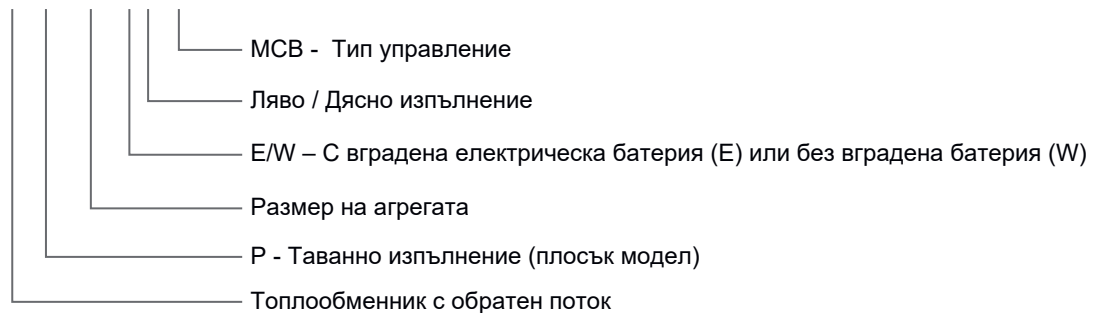 MCB - Тип управление
Ляво / Дясно изпълнение
E/W – С вградена електрическа батерия (E) или без вградена батерия (W)
Размер на агрегата
P - Таванно изпълнение (плосък модел)
Топлообменник с обратен поток